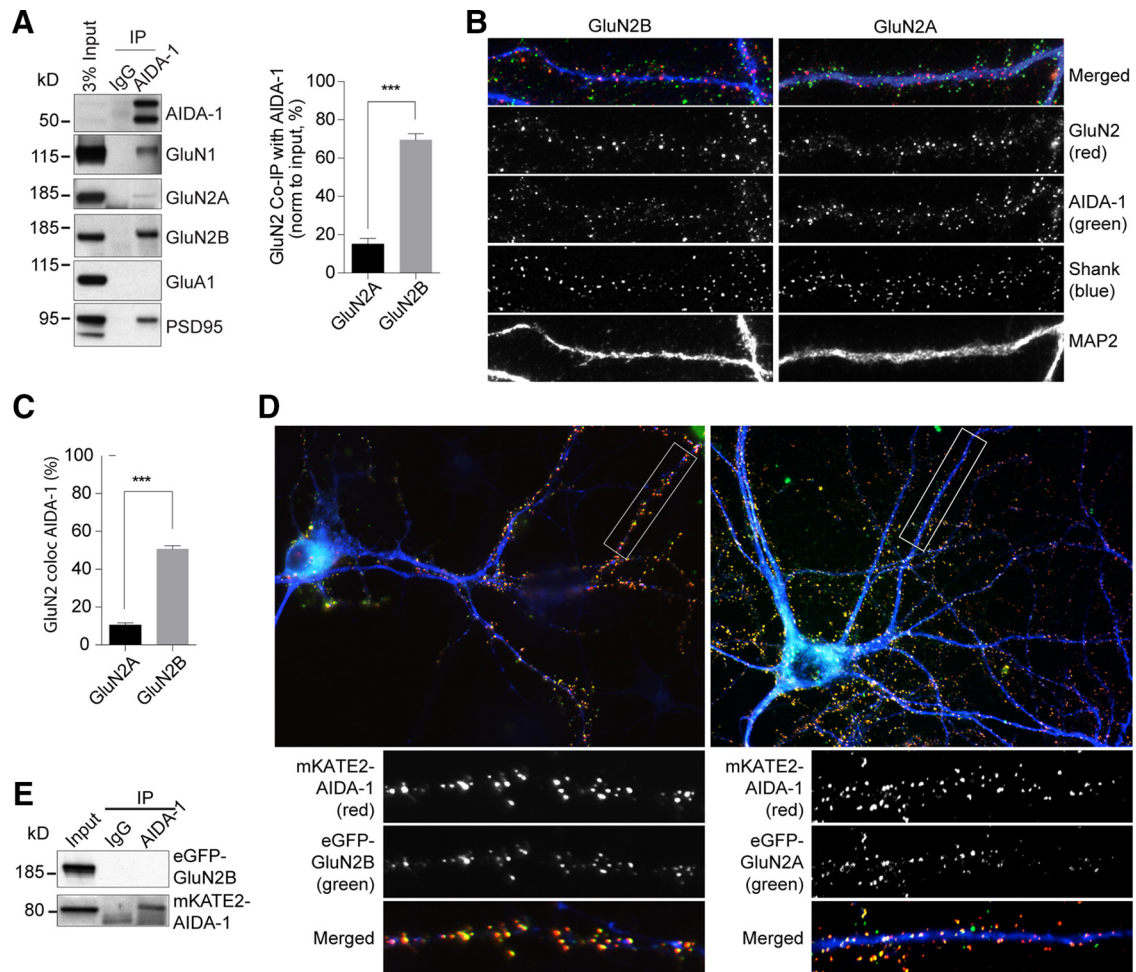 A
kD
3% Input
IgG
AIDA-1
IP
50
AIDA-1
115
GluN1
185
GluN2A
185
GluN2B
115
GluA1
95
PSD95
GluN2 Co-IP with AIDA-1
(norm to input, %)
100
80
60
40
20
0
***
GluN2A
GluN2B
B
GluN2B
GluN2A
Merged
GluN2
(red)
AIDA-1
(green)
Shank
(blue)
MAP2
C
GluN2 coloc AIDA-1 (%)
100
80
60
40
20
0
***
GluN2A
GluN2B
D
mKATE2-
AIDA-1
(red)
eGFP-
GluN2B
(green)
Merged
mKATE2-
AIDA-1
(red)
eGFP-
GluN2A
(green)
Merged
E
kD
Input
IgG
AIDA-1
IP
185
eGFP-
GluN2B
80
mKATE2-
AIDA-1